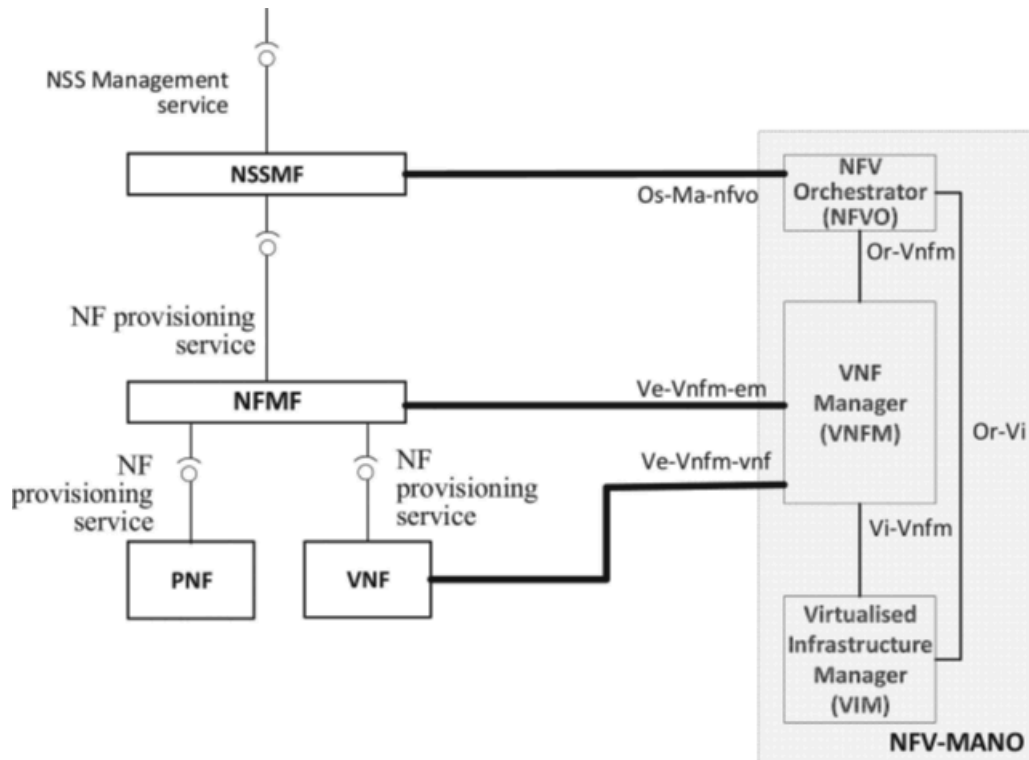 NSS Management
service
NSSMF
Os-Ma-nfvo
NFV
Orchestrator
(NFVO)
Or-Vnfm
NF provisioning
service
NFMF
Ve-Vnfm-em
VNF
Manager
(VNFM)
Or-Vi
Ve-Vnfm-vnf
NF
provisioning
service
NF
provisioning
service
Vi-Vnfm
PNF
VNF
Virtualised
Infrastructure
Manager
(VIM)
NFV-MANO